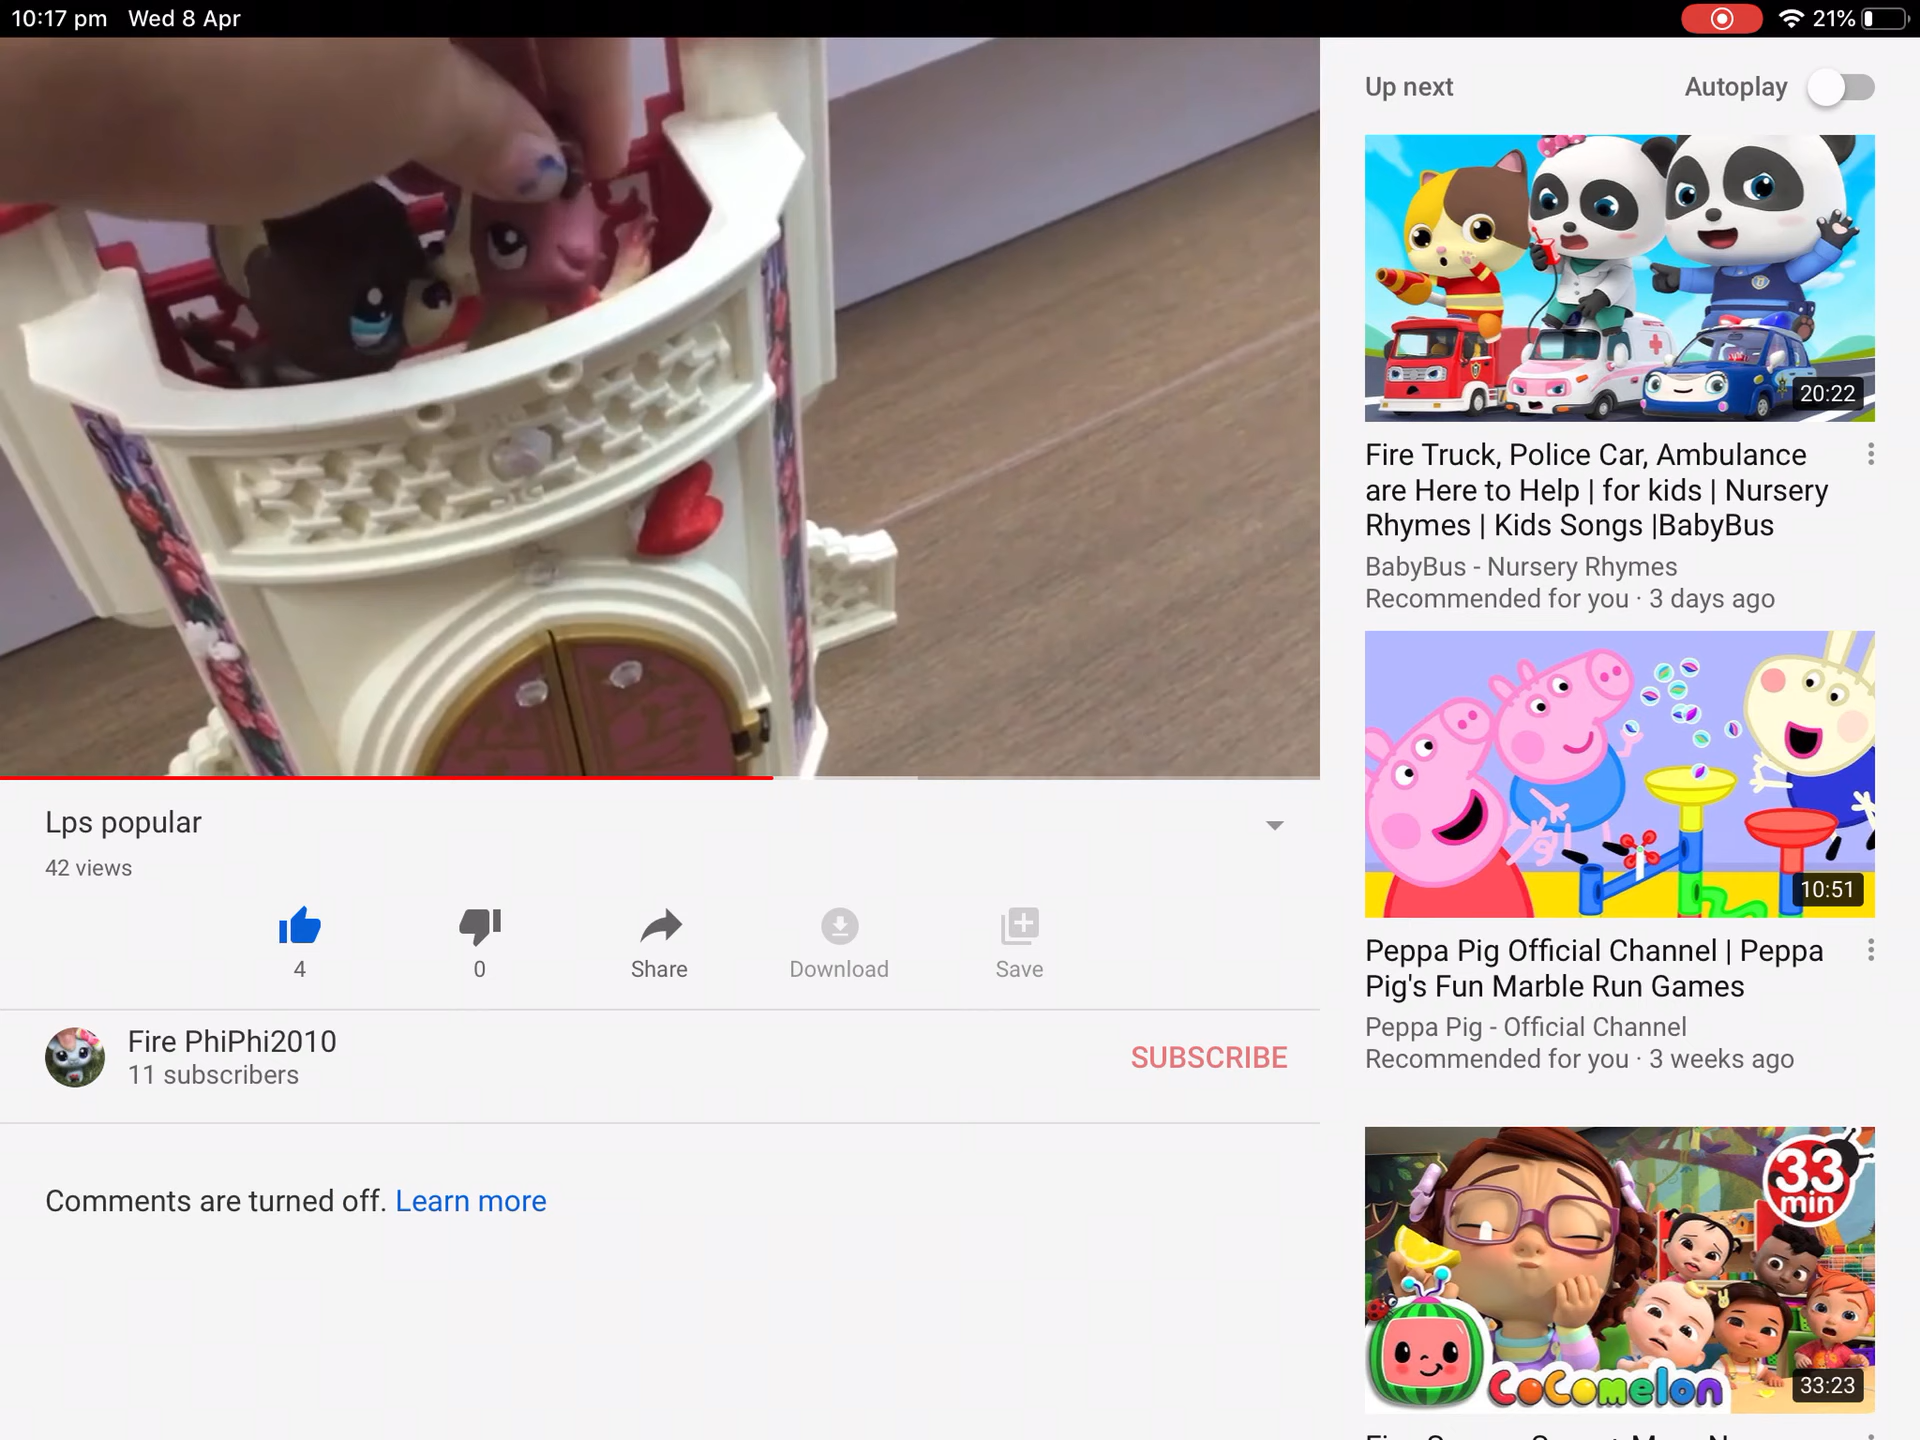 10:17 pm Wed 8 Apr
21%
Up next
Autoplay
20:22
Fire Truck, Police Car, Ambulance
are Here to Help | for kids | Nursery
Rhymes | Kids Songs |BabyBus
BabyBus - Nursery Rhymes
Recommended for you · 3 days ago
10:51
Peppa Pig Official Channel | Peppa
Pig's Fun Marble Run Games
Peppa Pig - Official Channel
Recommended for you · 3 weeks ago
33
min
CoComelon
33:23
Lps popular
42 views
4
0
Share
Download
Save
Fire PhiPhi2010
11 subscribers
SUBSCRIBE
Comments are turned off. Learn more